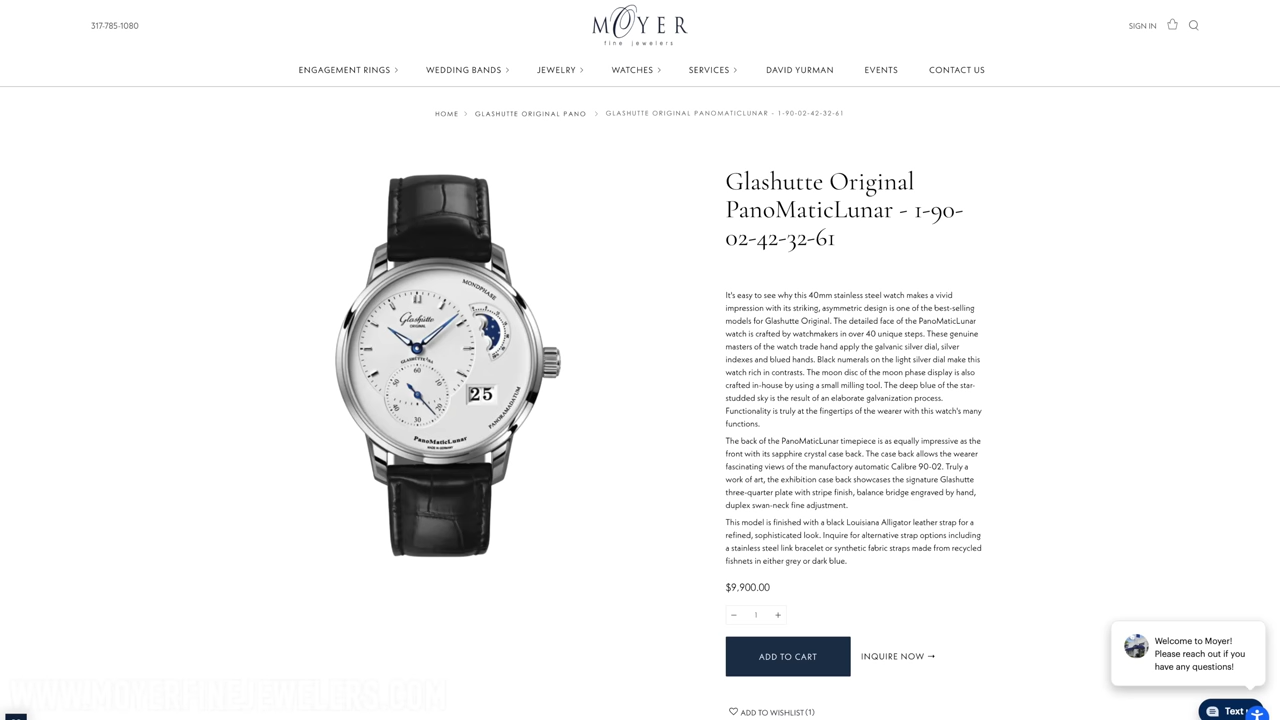 317-785-1080
MOYER
fine jewelers
SIGN IN
ENGAGEMENT RINGS
WEDDING BANDS
JEWELRY
WATCHES
SERVICES
DAVID YURMAN
EVENTS
CONTACT US
HOME > GLASHUTTE ORIGINAL PANO > GLASHUTTE ORIGINAL PANOMATICLUNAR - 1-90-02-42-32-61
MONDPHASE
Glashütte
ORIGINAL
GLASHÜTTE I/SA
60
50
10
40
20
30
25
PANORAMADATUM
PanoMaticLunar
MADE IN GERMANY
Glashutte Original
PanoMaticLunar - 1-90-
02-42-32-61
It's easy to see why this 40mm stainless steel watch makes a vivid
impression with its striking, asymmetric design is one of the best-selling
models for Glashutte Original. The detailed face of the PanoMaticLunar
watch is crafted by watchmakers in over 40 unique steps. These genuine
masters of the watch trade hand apply the galvanic silver dial, silver
indexes and blued hands. Black numerals on the light silver dial make this
watch rich in contrasts. The moon disc of the moon phase display is also
crafted in-house by using a small milling tool. The deep blue of the star-
studded sky is the result of an elaborate galvanization process.
Functionality is truly at the fingertips of the wearer with this watch's many
functions.
The back of the PanoMaticLunar timepiece is as equally impressive as the
front with its sapphire crystal case back. The case back allows the wearer
fascinating views of the manufactory automatic Calibre 90-02. Truly a
work of art, the exhibition case back showcases the signature Glashutte
three-quarter plate with stripe finish, balance bridge engraved by hand,
duplex swan-neck fine adjustment.
This model is finished with a black Louisiana Alligator leather strap for a
refined, sophisticated look. Inquire for alternative strap options including
a stainless steel link bracelet or synthetic fabric straps made from recycled
fishnets in either grey or dark blue.
$9,900.00
− 1 +
ADD TO CART
INQUIRE NOW →
ADD TO WISHLIST (1)
Welcome to Moyer!
Please reach out if you
have any questions!
Text
WWW.MOYERFINEJEWELERS.COM